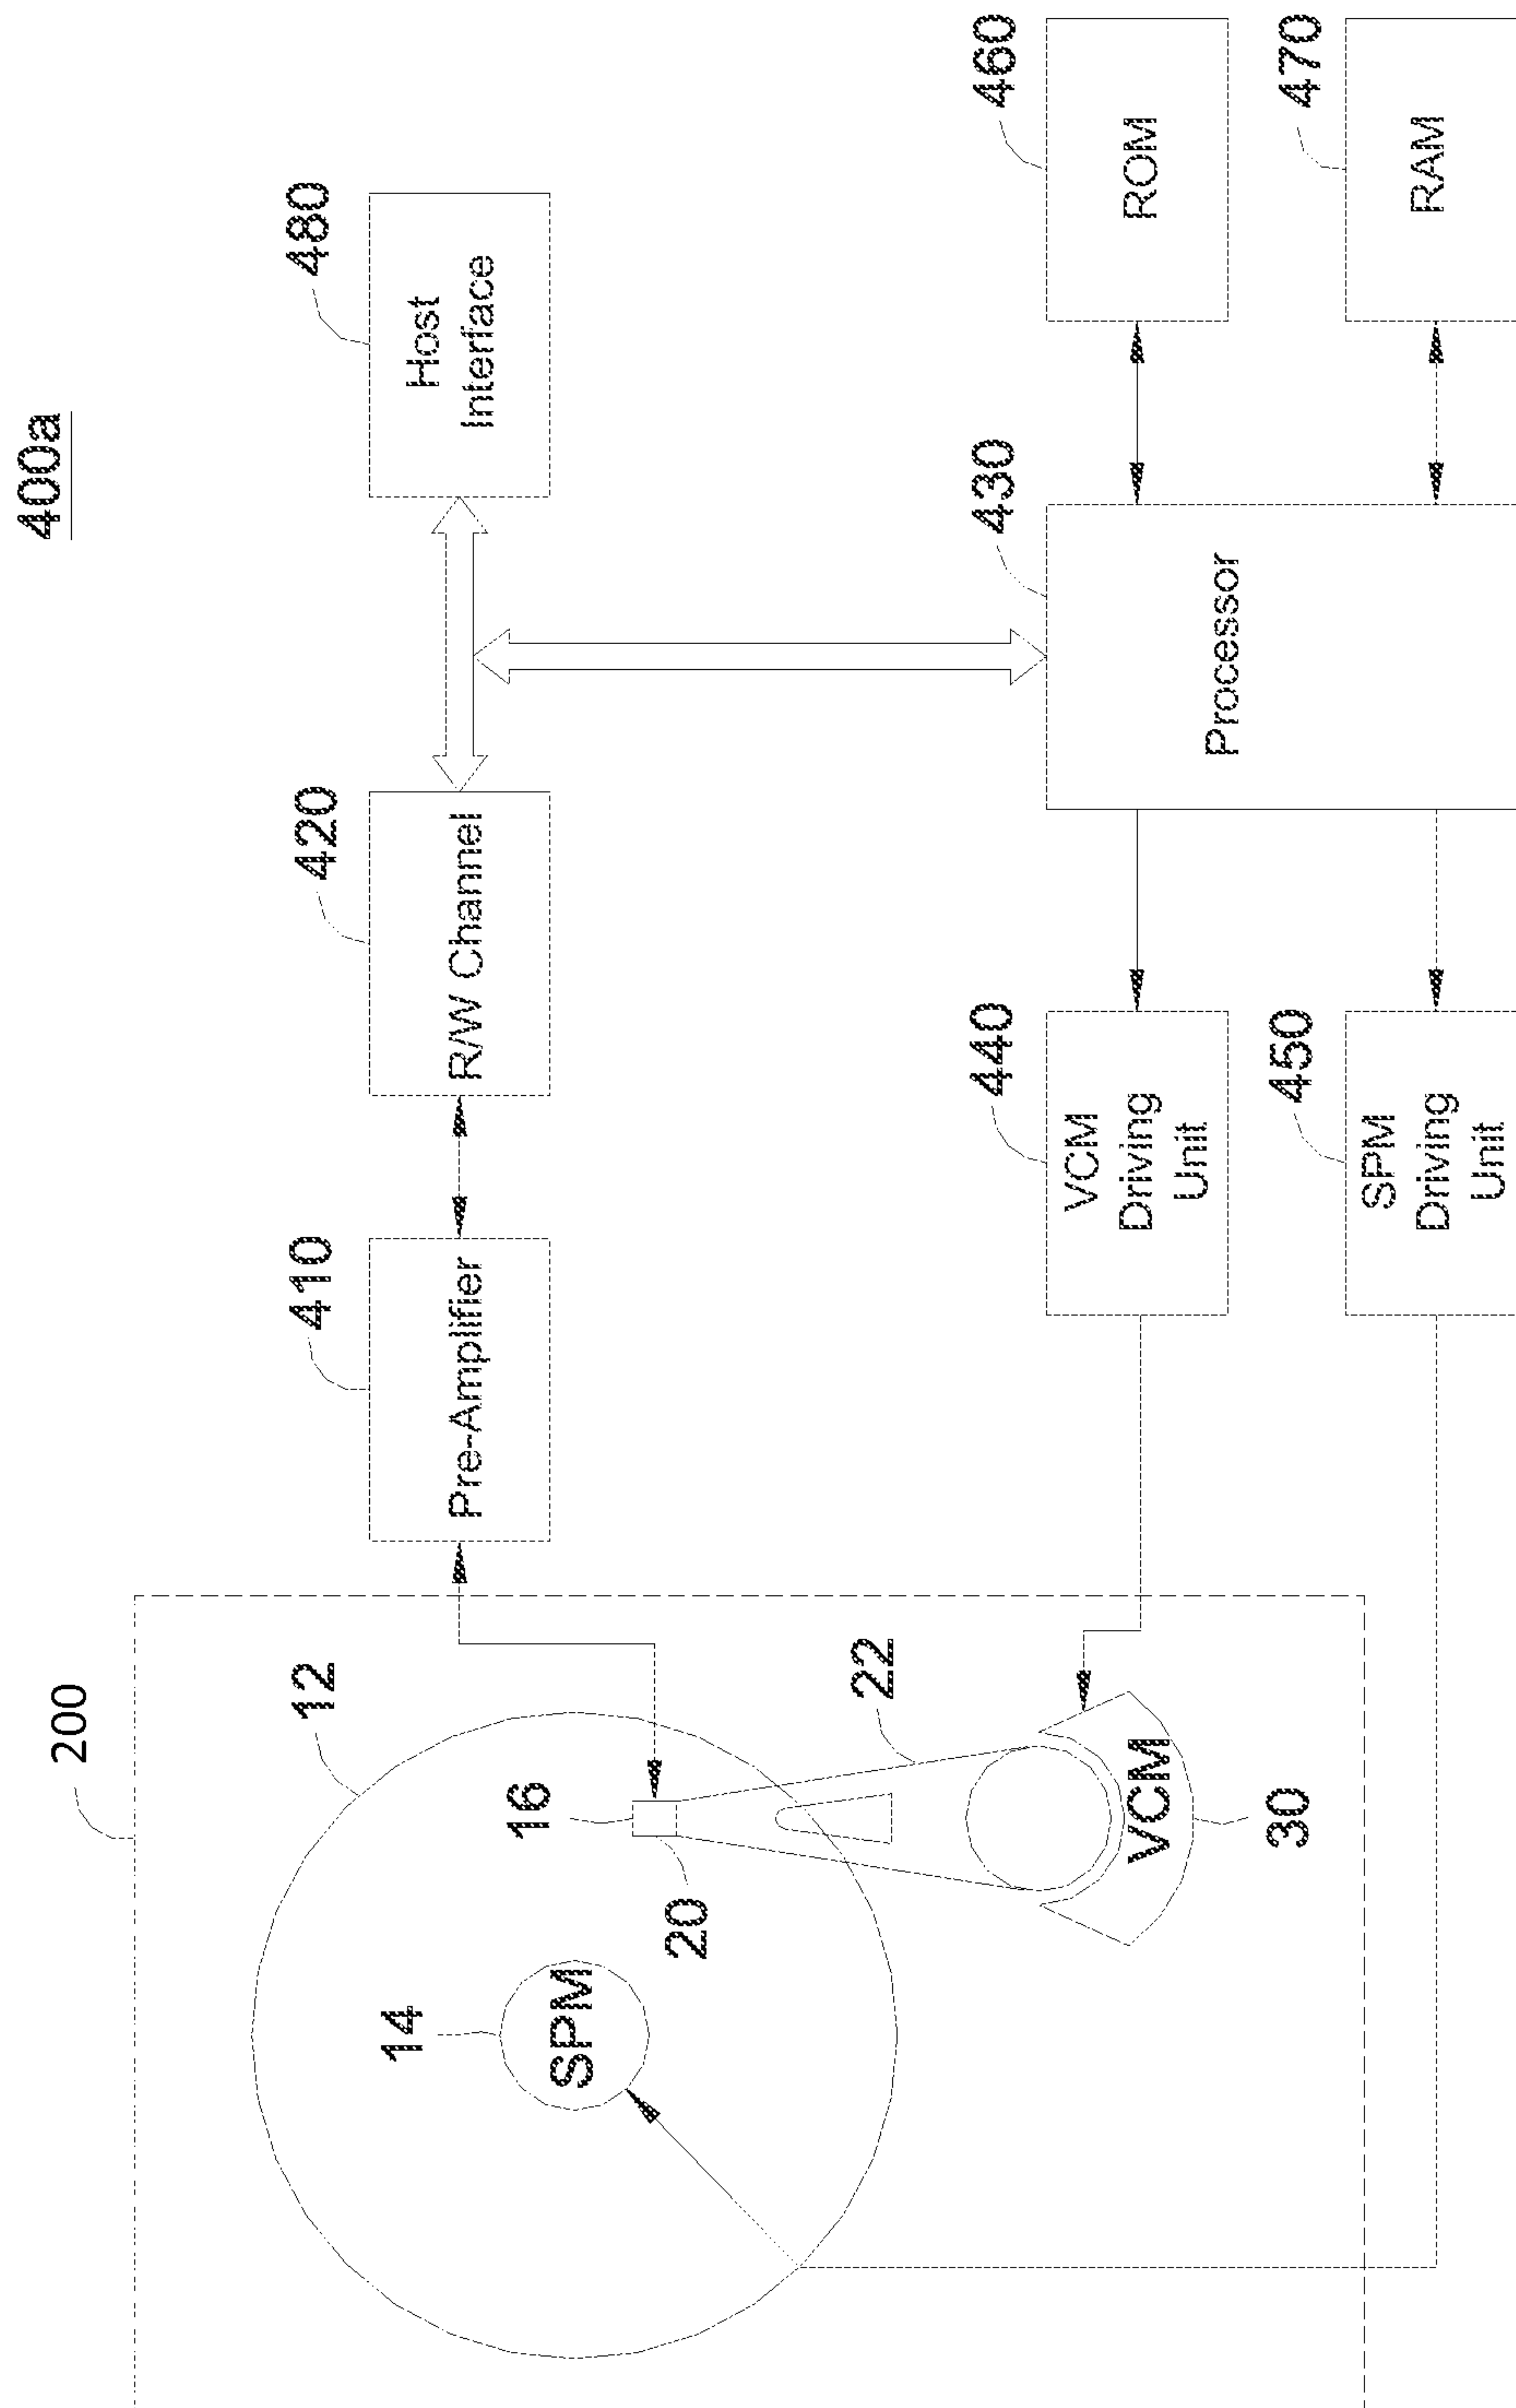 400a
200
12
14
SPM
16
20
22
VCM
30
410
Pre-Amplifier
420
R/W Channel
480
Host
Interface
430
Processor
440
VCM
Driving
Unit
450
SPM
Driving
Unit
460
ROM
470
RAM